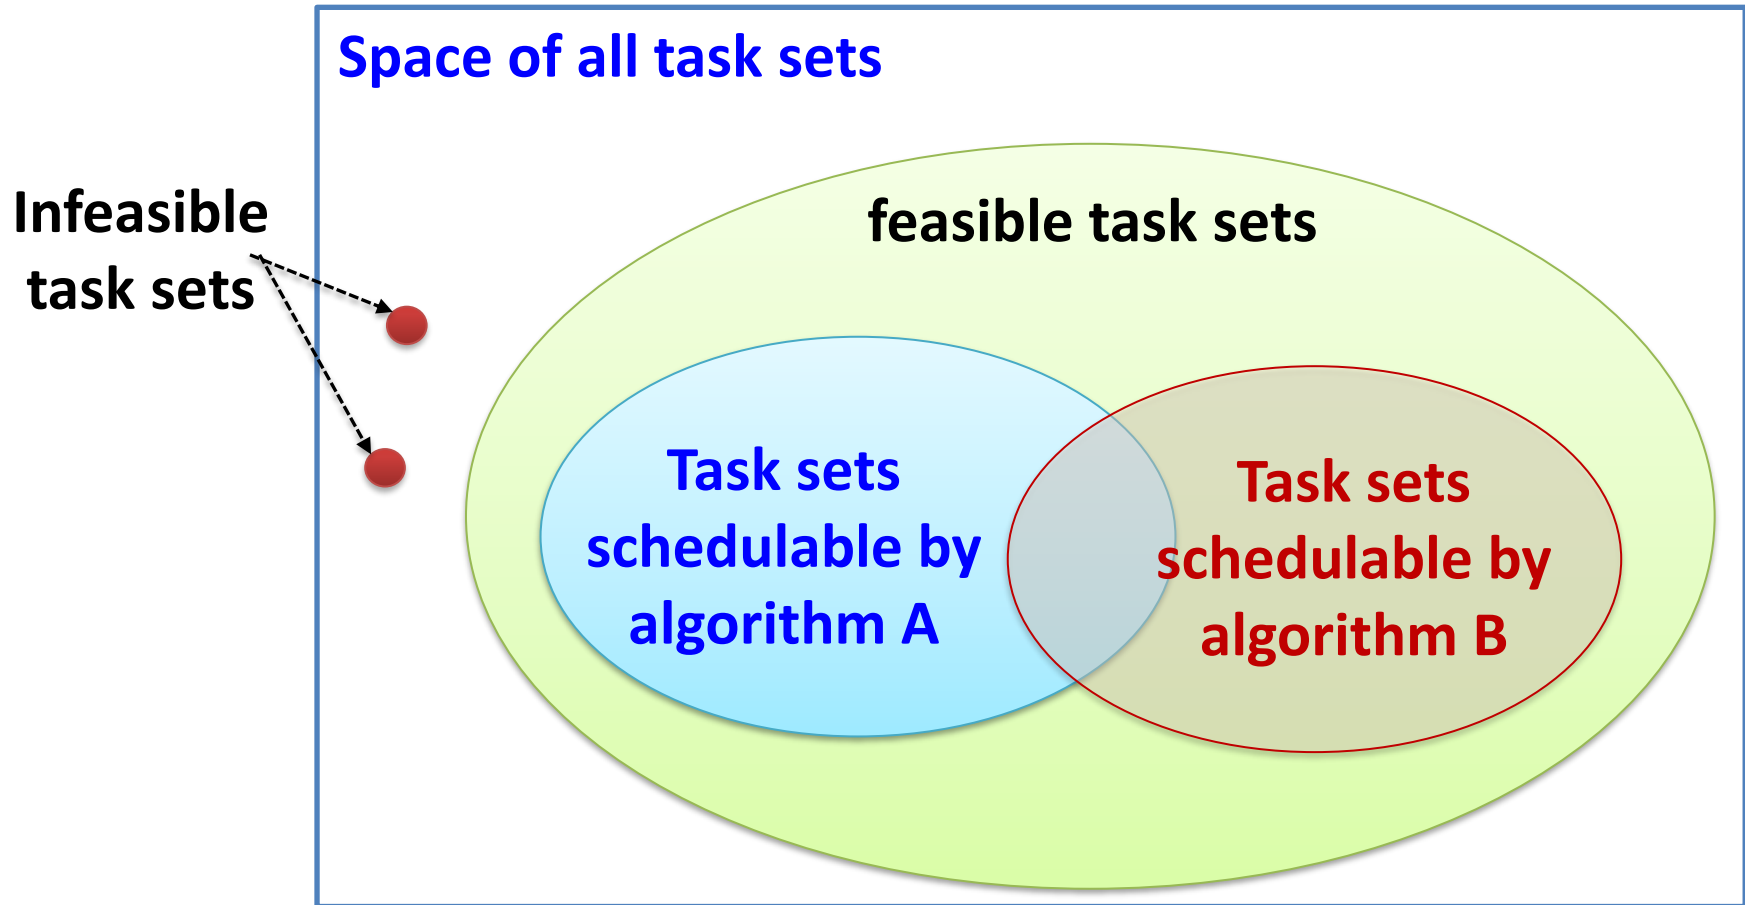 Space of all task sets
Infeasible
task sets
feasible task sets
Task sets
schedulable by
algorithm A
Task sets
schedulable by
algorithm B